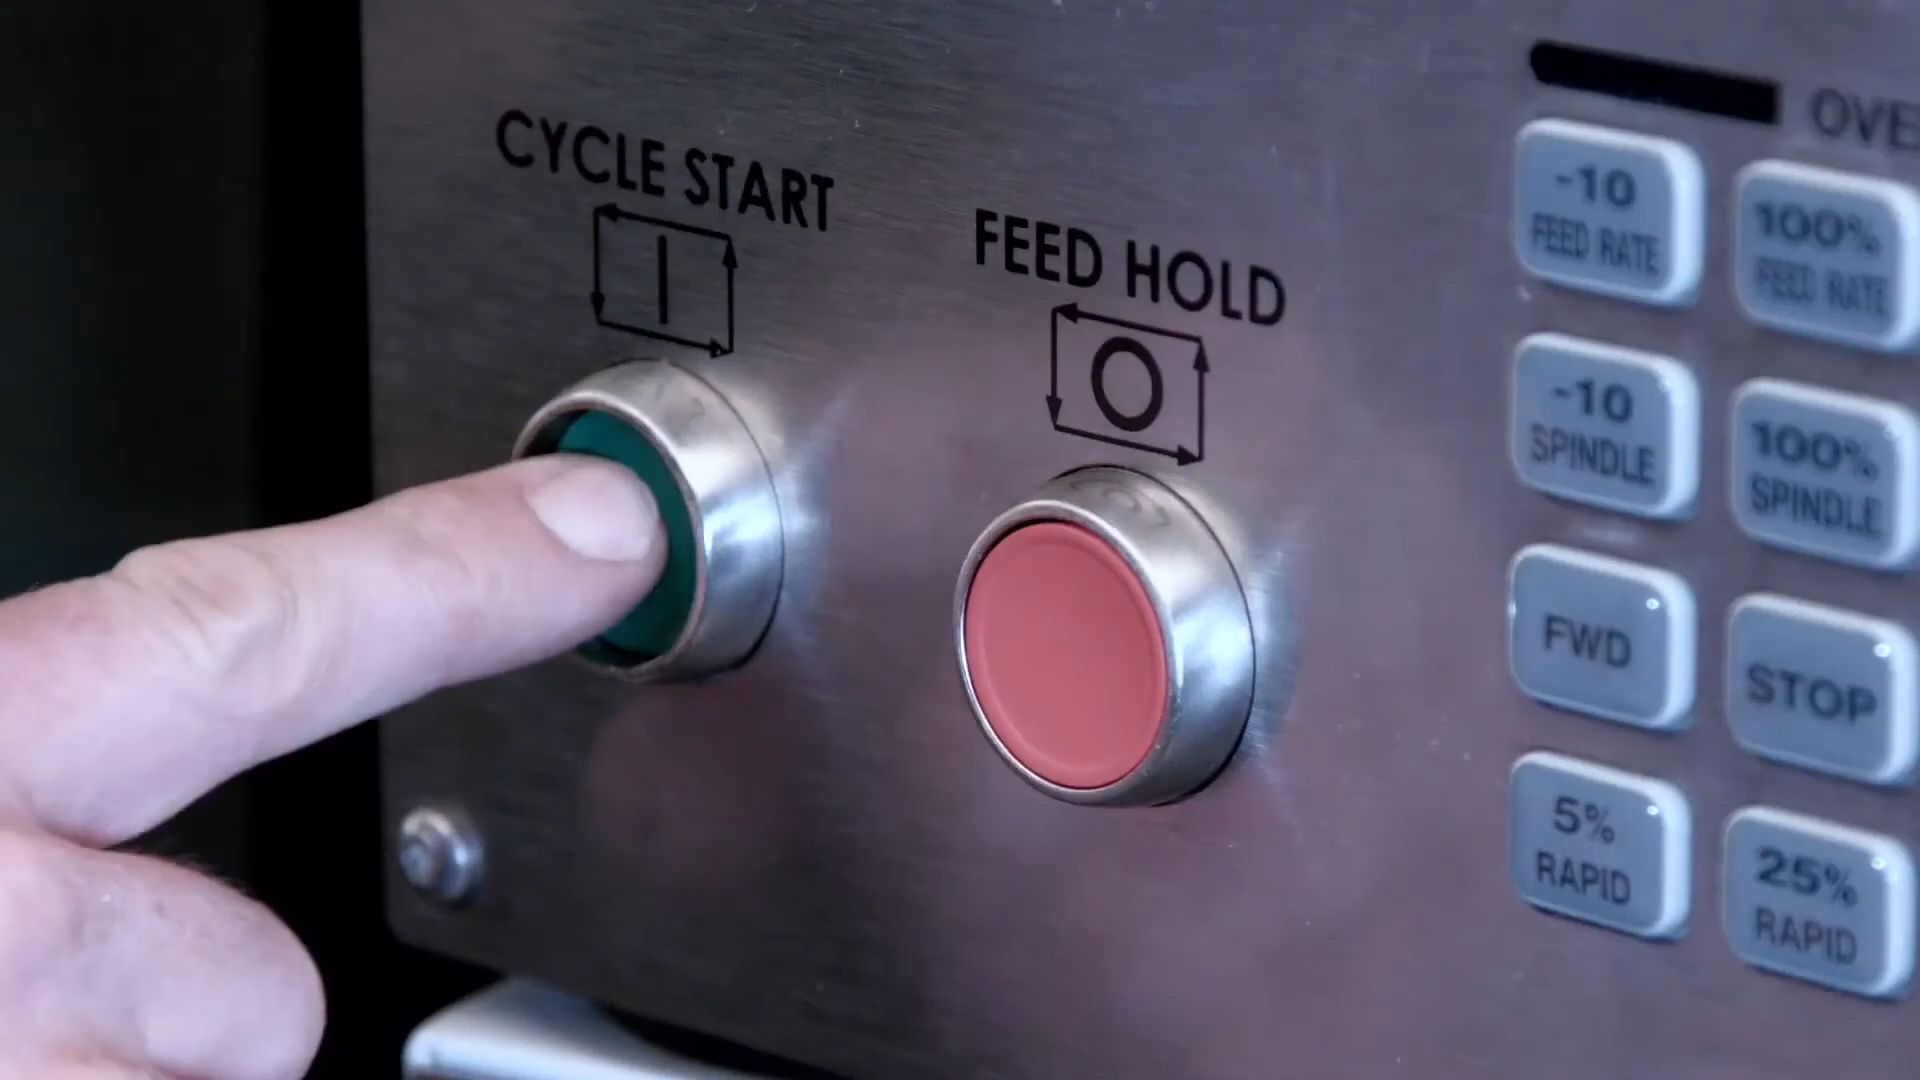 CYCLE START
FEED HOLD
-10
FEED RATE
100%
FEED RATE
-10
SPINDLE
100%
SPINDLE
FWD
STOP
5%
RAPID
25%
RAPID